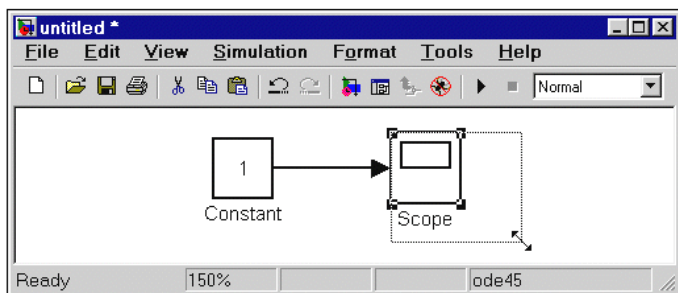 untitled *
File Edit View Simulation Format Tools Help
Normal
1
Constant
Scope
Ready 150% ode45